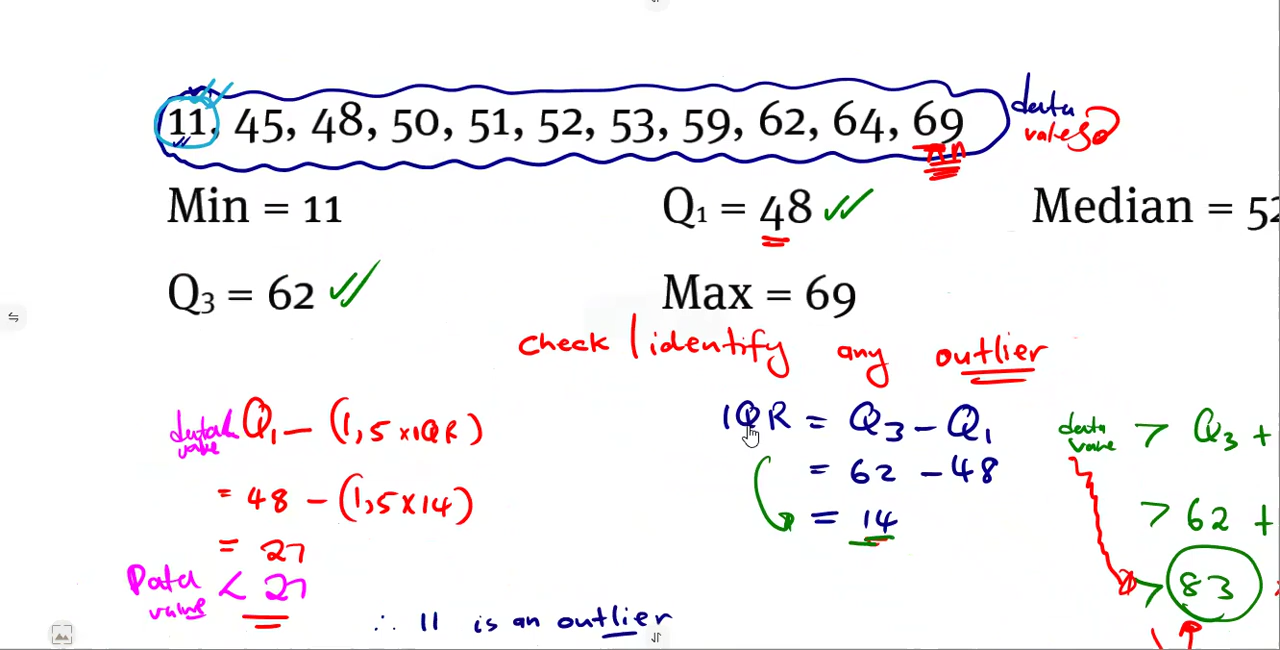 11, 45, 48, 50, 51, 52, 53, 59, 62, 64, 69
data values
Min = 11
Q₁ = 48
Median = 52
Q₃ = 62
Max = 69
check / identify any outlier
data value < Q₁ – (1,5 × IQR)
= 48 – (1,5 × 14)
= 27
Data value < 27
∴ 11 is an outlier
IQR = Q₃ – Q₁
= 62 – 48
= 14
data value > Q₃ +
> 62 +
> 83